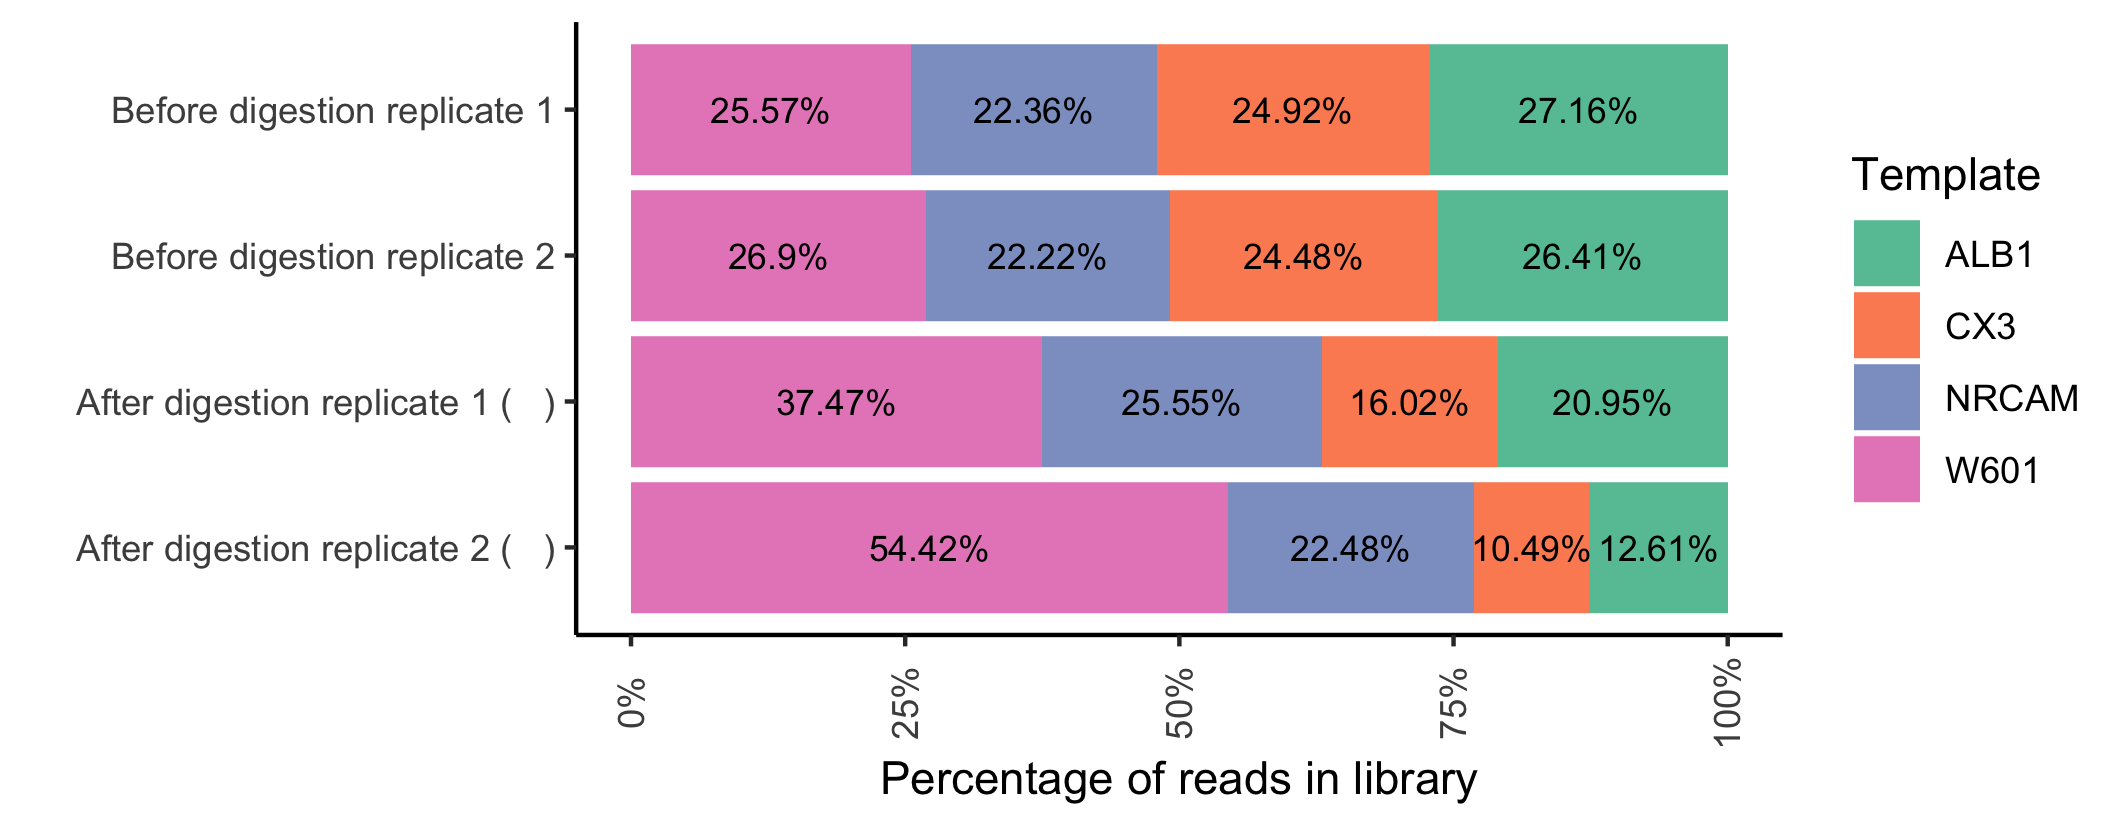 Before digestion replicate 1
25.57% 22.36% 24.92% 27.16%
Before digestion replicate 2
26.9% 22.22% 24.48% 26.41%
After digestion replicate 1 ( )
37.47% 25.55% 16.02% 20.95%
After digestion replicate 2 ( )
54.42% 22.48% 10.49% 12.61%
0% 25% 50% 75% 100%
Percentage of reads in library
Template
ALB1
CX3
NRCAM
W601